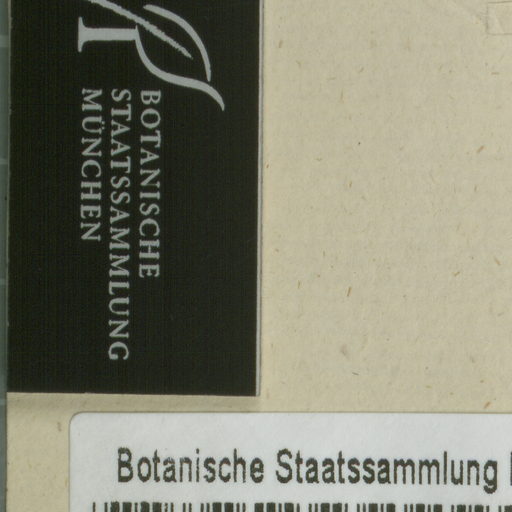 BOTANISCHE
STAATSSAMMLUNG
MÜNCHEN
Botanische Staatssammlung